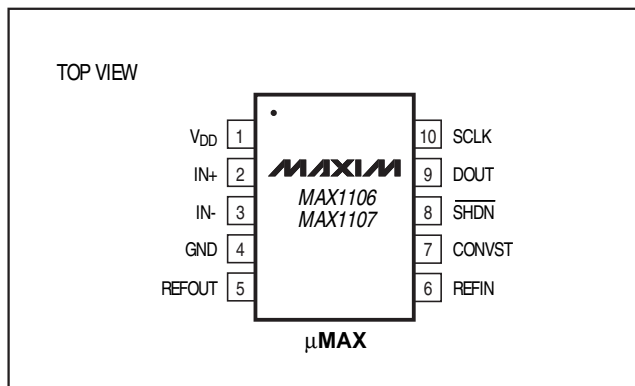 TOP VIEW
VDD 1
IN+ 2
IN- 3
GND 4
REFOUT 5
MAXIM
MAX1106
MAX1107
10 SCLK
9 DOUT
8 S̅H̅D̅N̅
7 CONVST
6 REFIN
µMAX